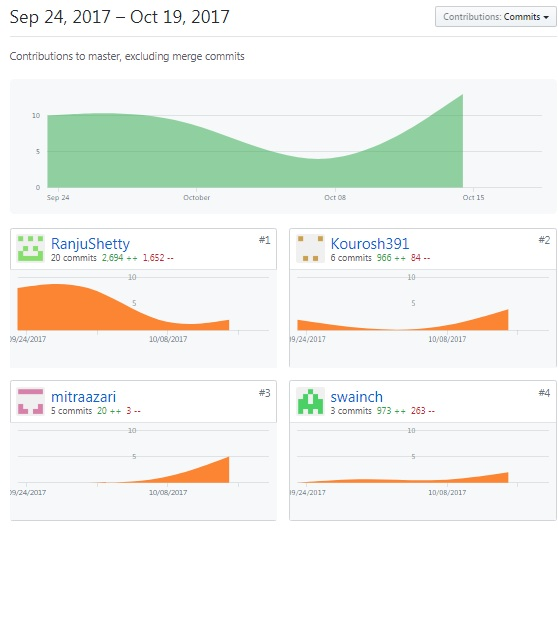 Sep 24, 2017 – Oct 19, 2017
Contributions: Commits
Contributions to master, excluding merge commits
10
5
0
Sep 24 October Oct 08 Oct 15
RanjuShetty #1
20 commits 2,694 ++ 1,652 --
10
5
9/24/2017 10/08/2017
Kourosh391 #2
6 commits 966 ++ 84 --
10
5
9/24/2017 10/08/2017
mitraazari #3
5 commits 20 ++ 3 --
10
5
9/24/2017 10/08/2017
swainch #4
3 commits 973 ++ 263 --
10
5
9/24/2017 10/08/2017